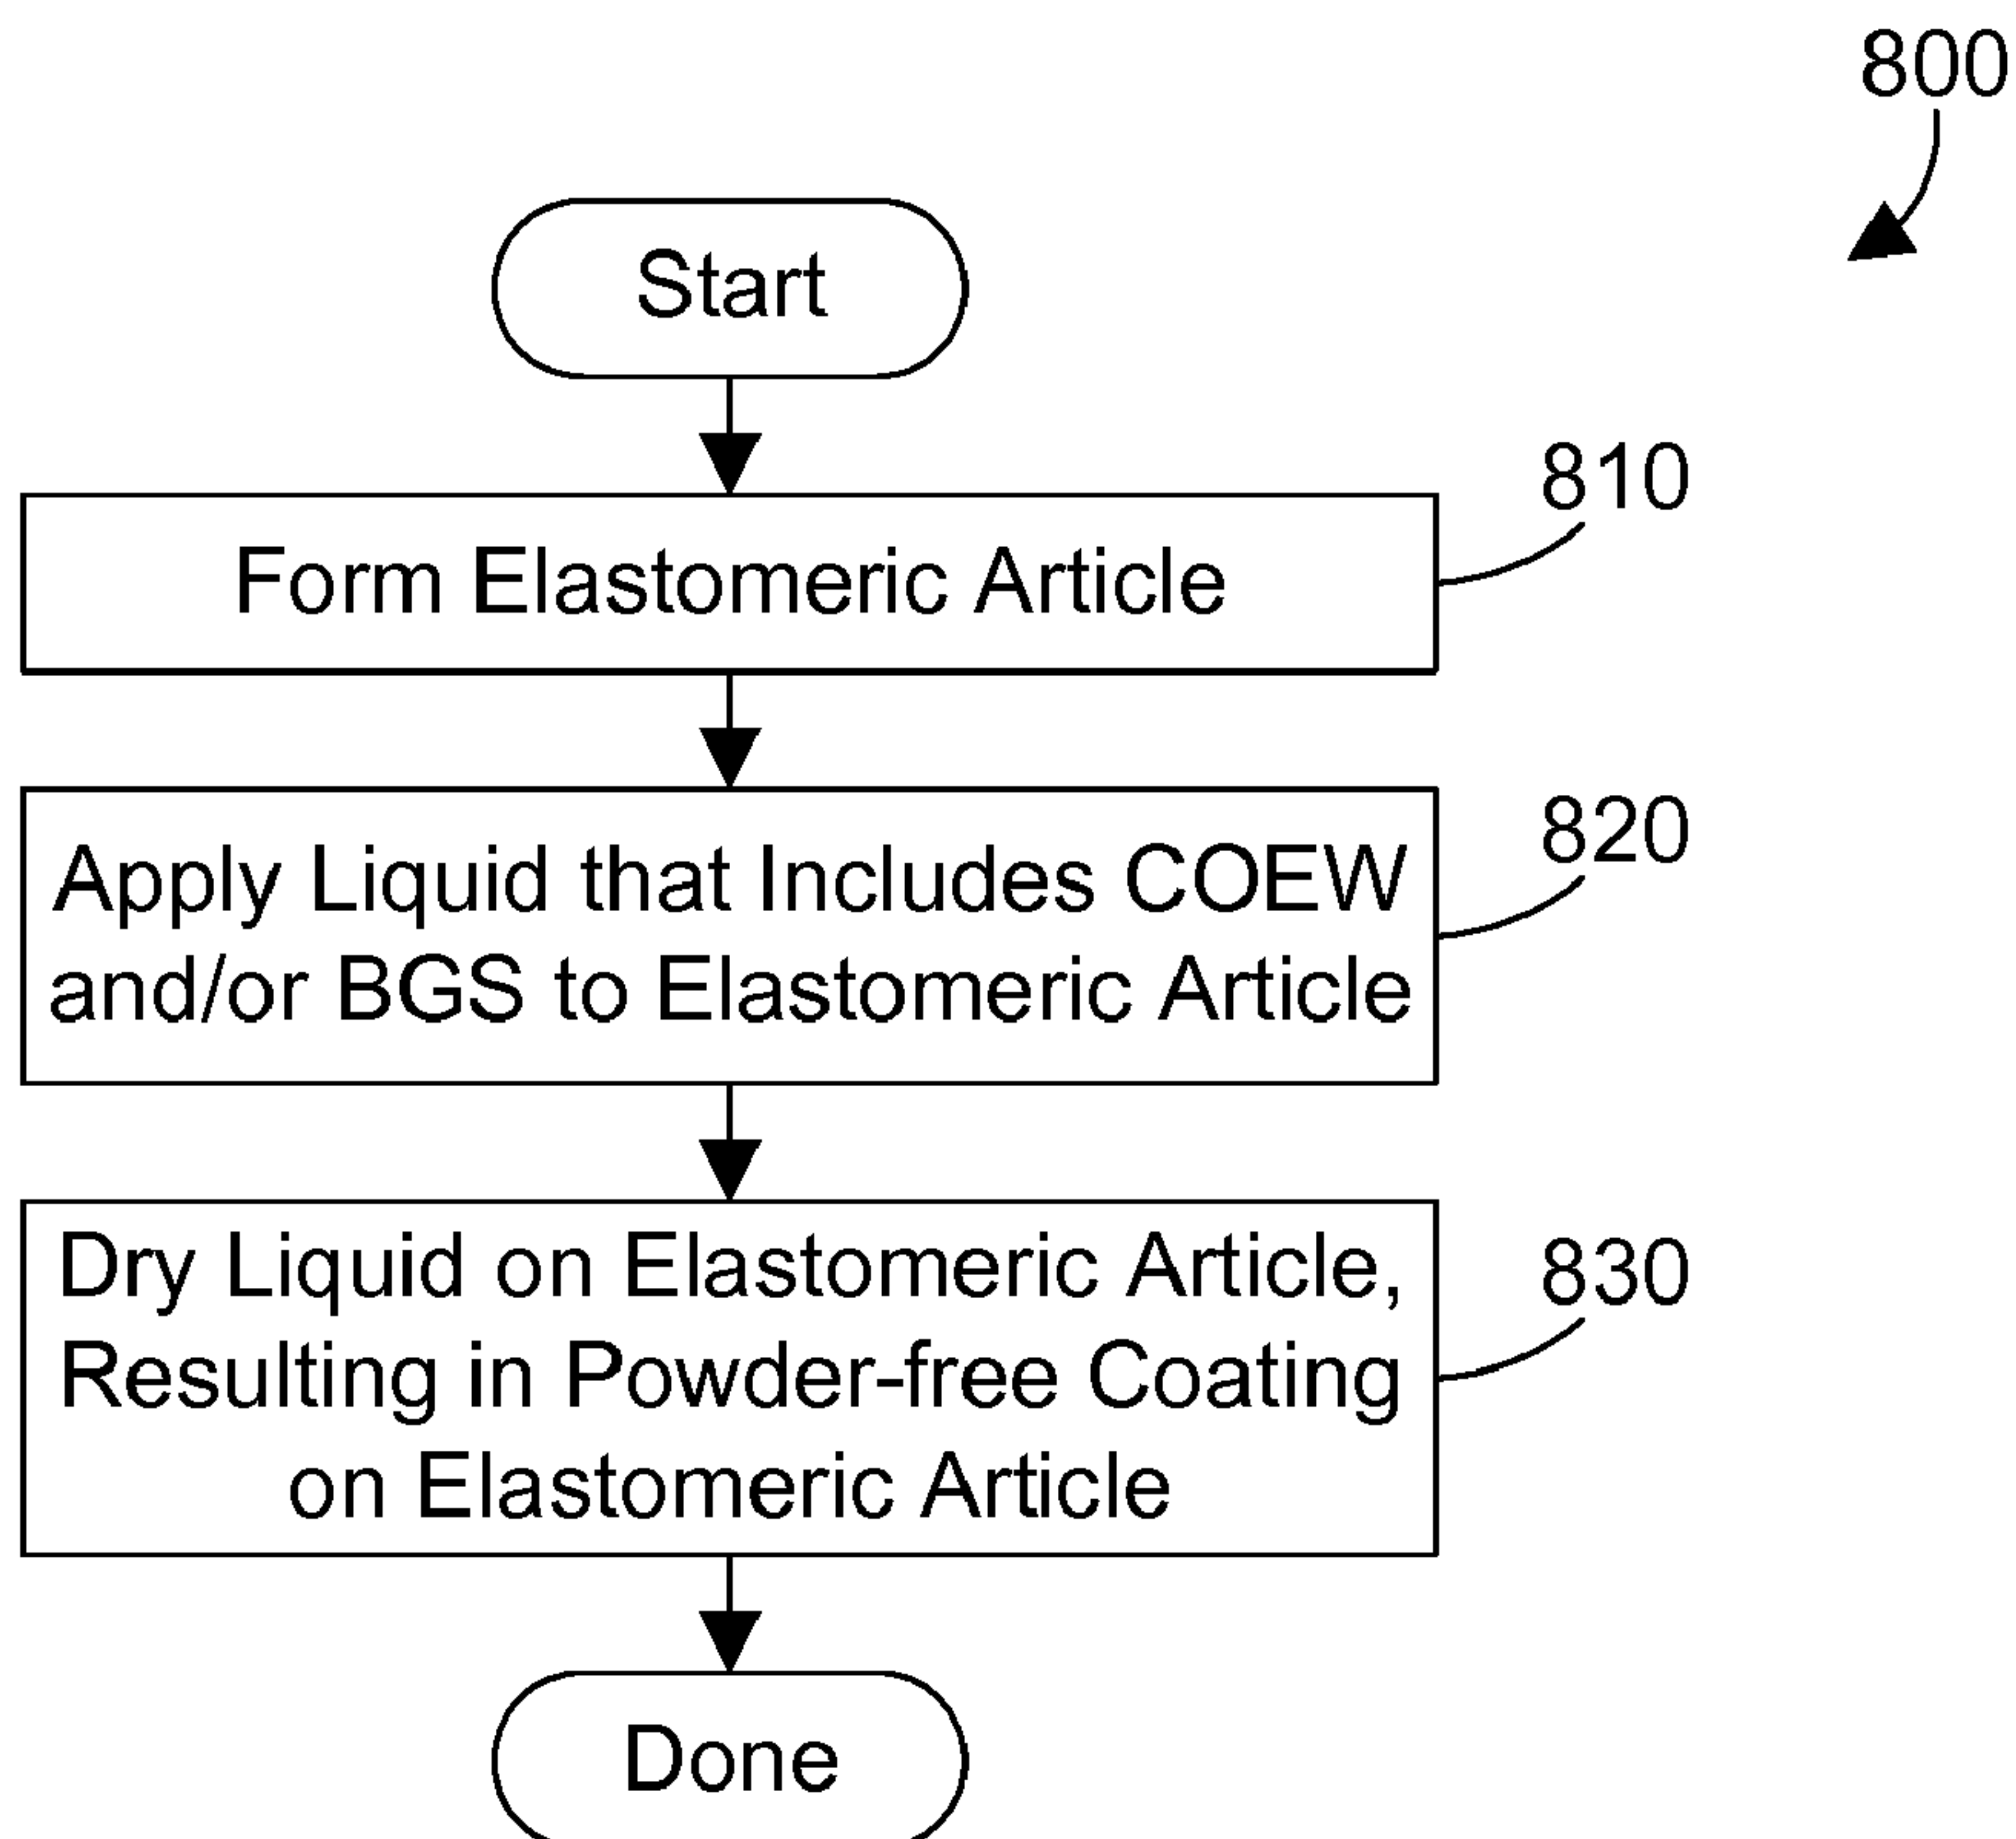 800
Start
810
Form Elastomeric Article
820
Apply Liquid that Includes COEW
and/or BGS to Elastomeric Article
830
Dry Liquid on Elastomeric Article,
Resulting in Powder-free Coating
on Elastomeric Article
Done